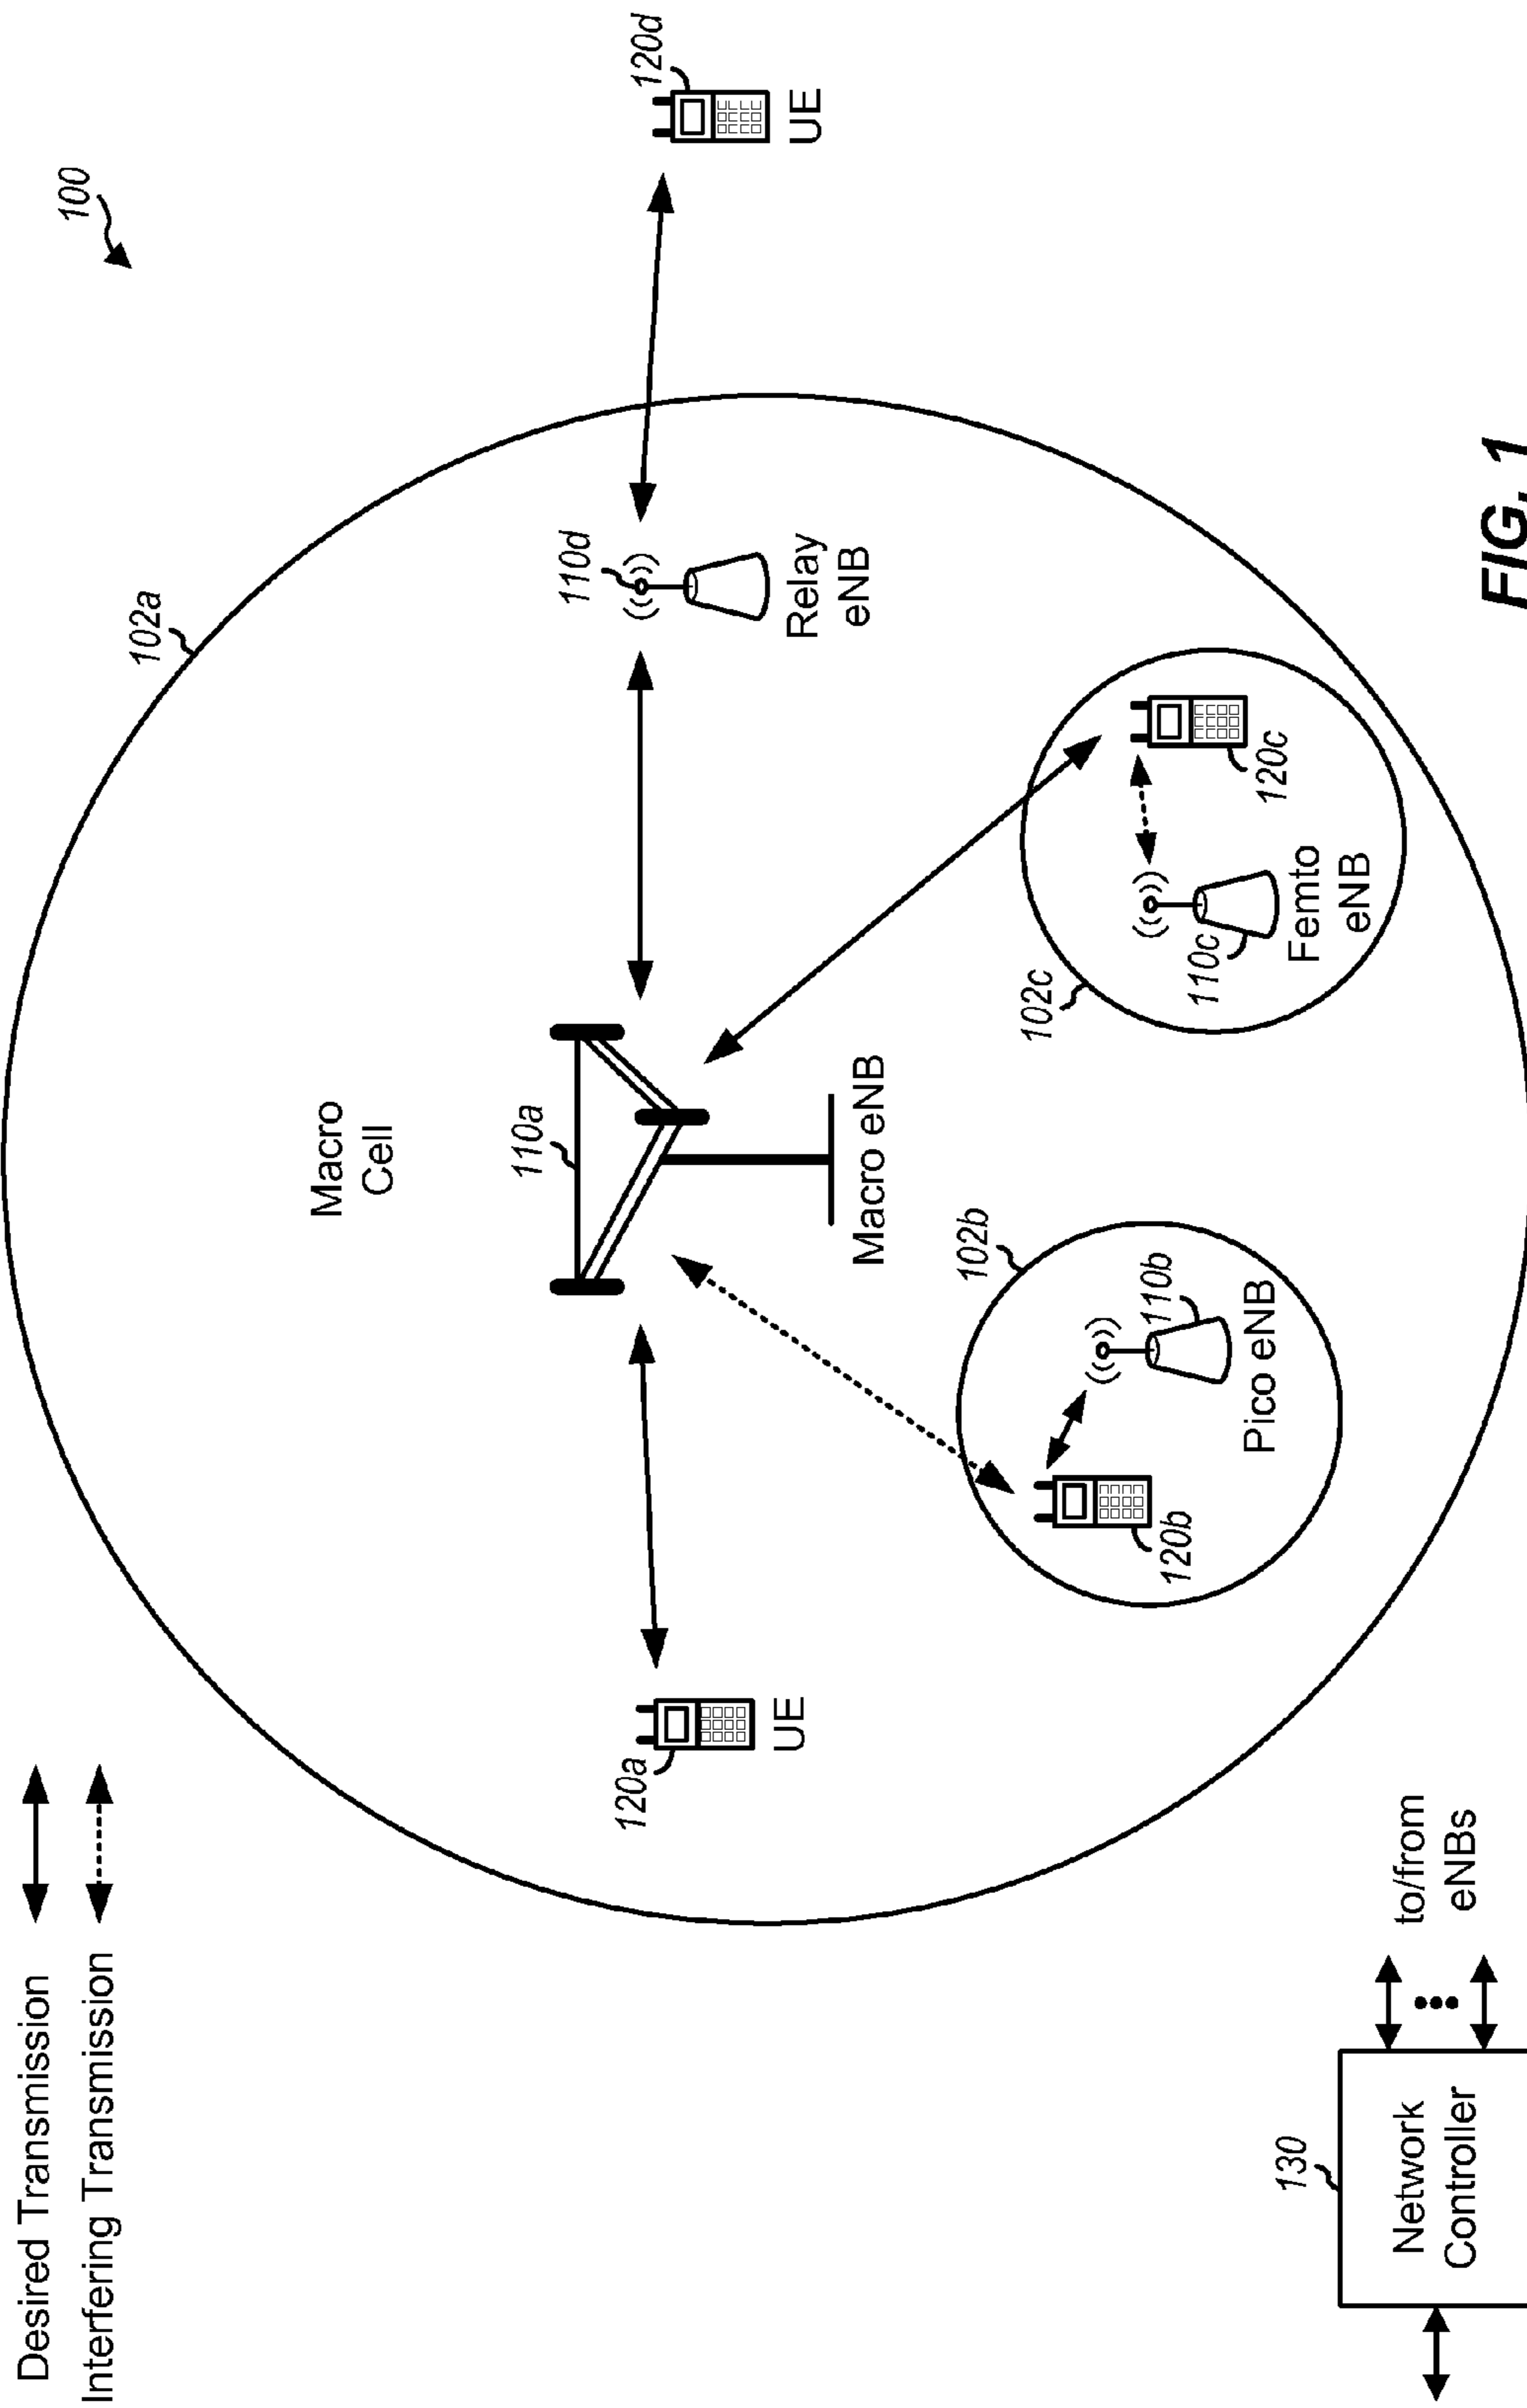 Desired Transmission
Interfering Transmission
100
102a
Macro
Cell
110a
Macro eNB
120a
UE
110d
Relay
eNB
120d
UE
102b
110b
Pico eNB
120b
102c
110c
Femto
eNB
120c
130
Network
Controller
to/from
eNBs
FIG. 1